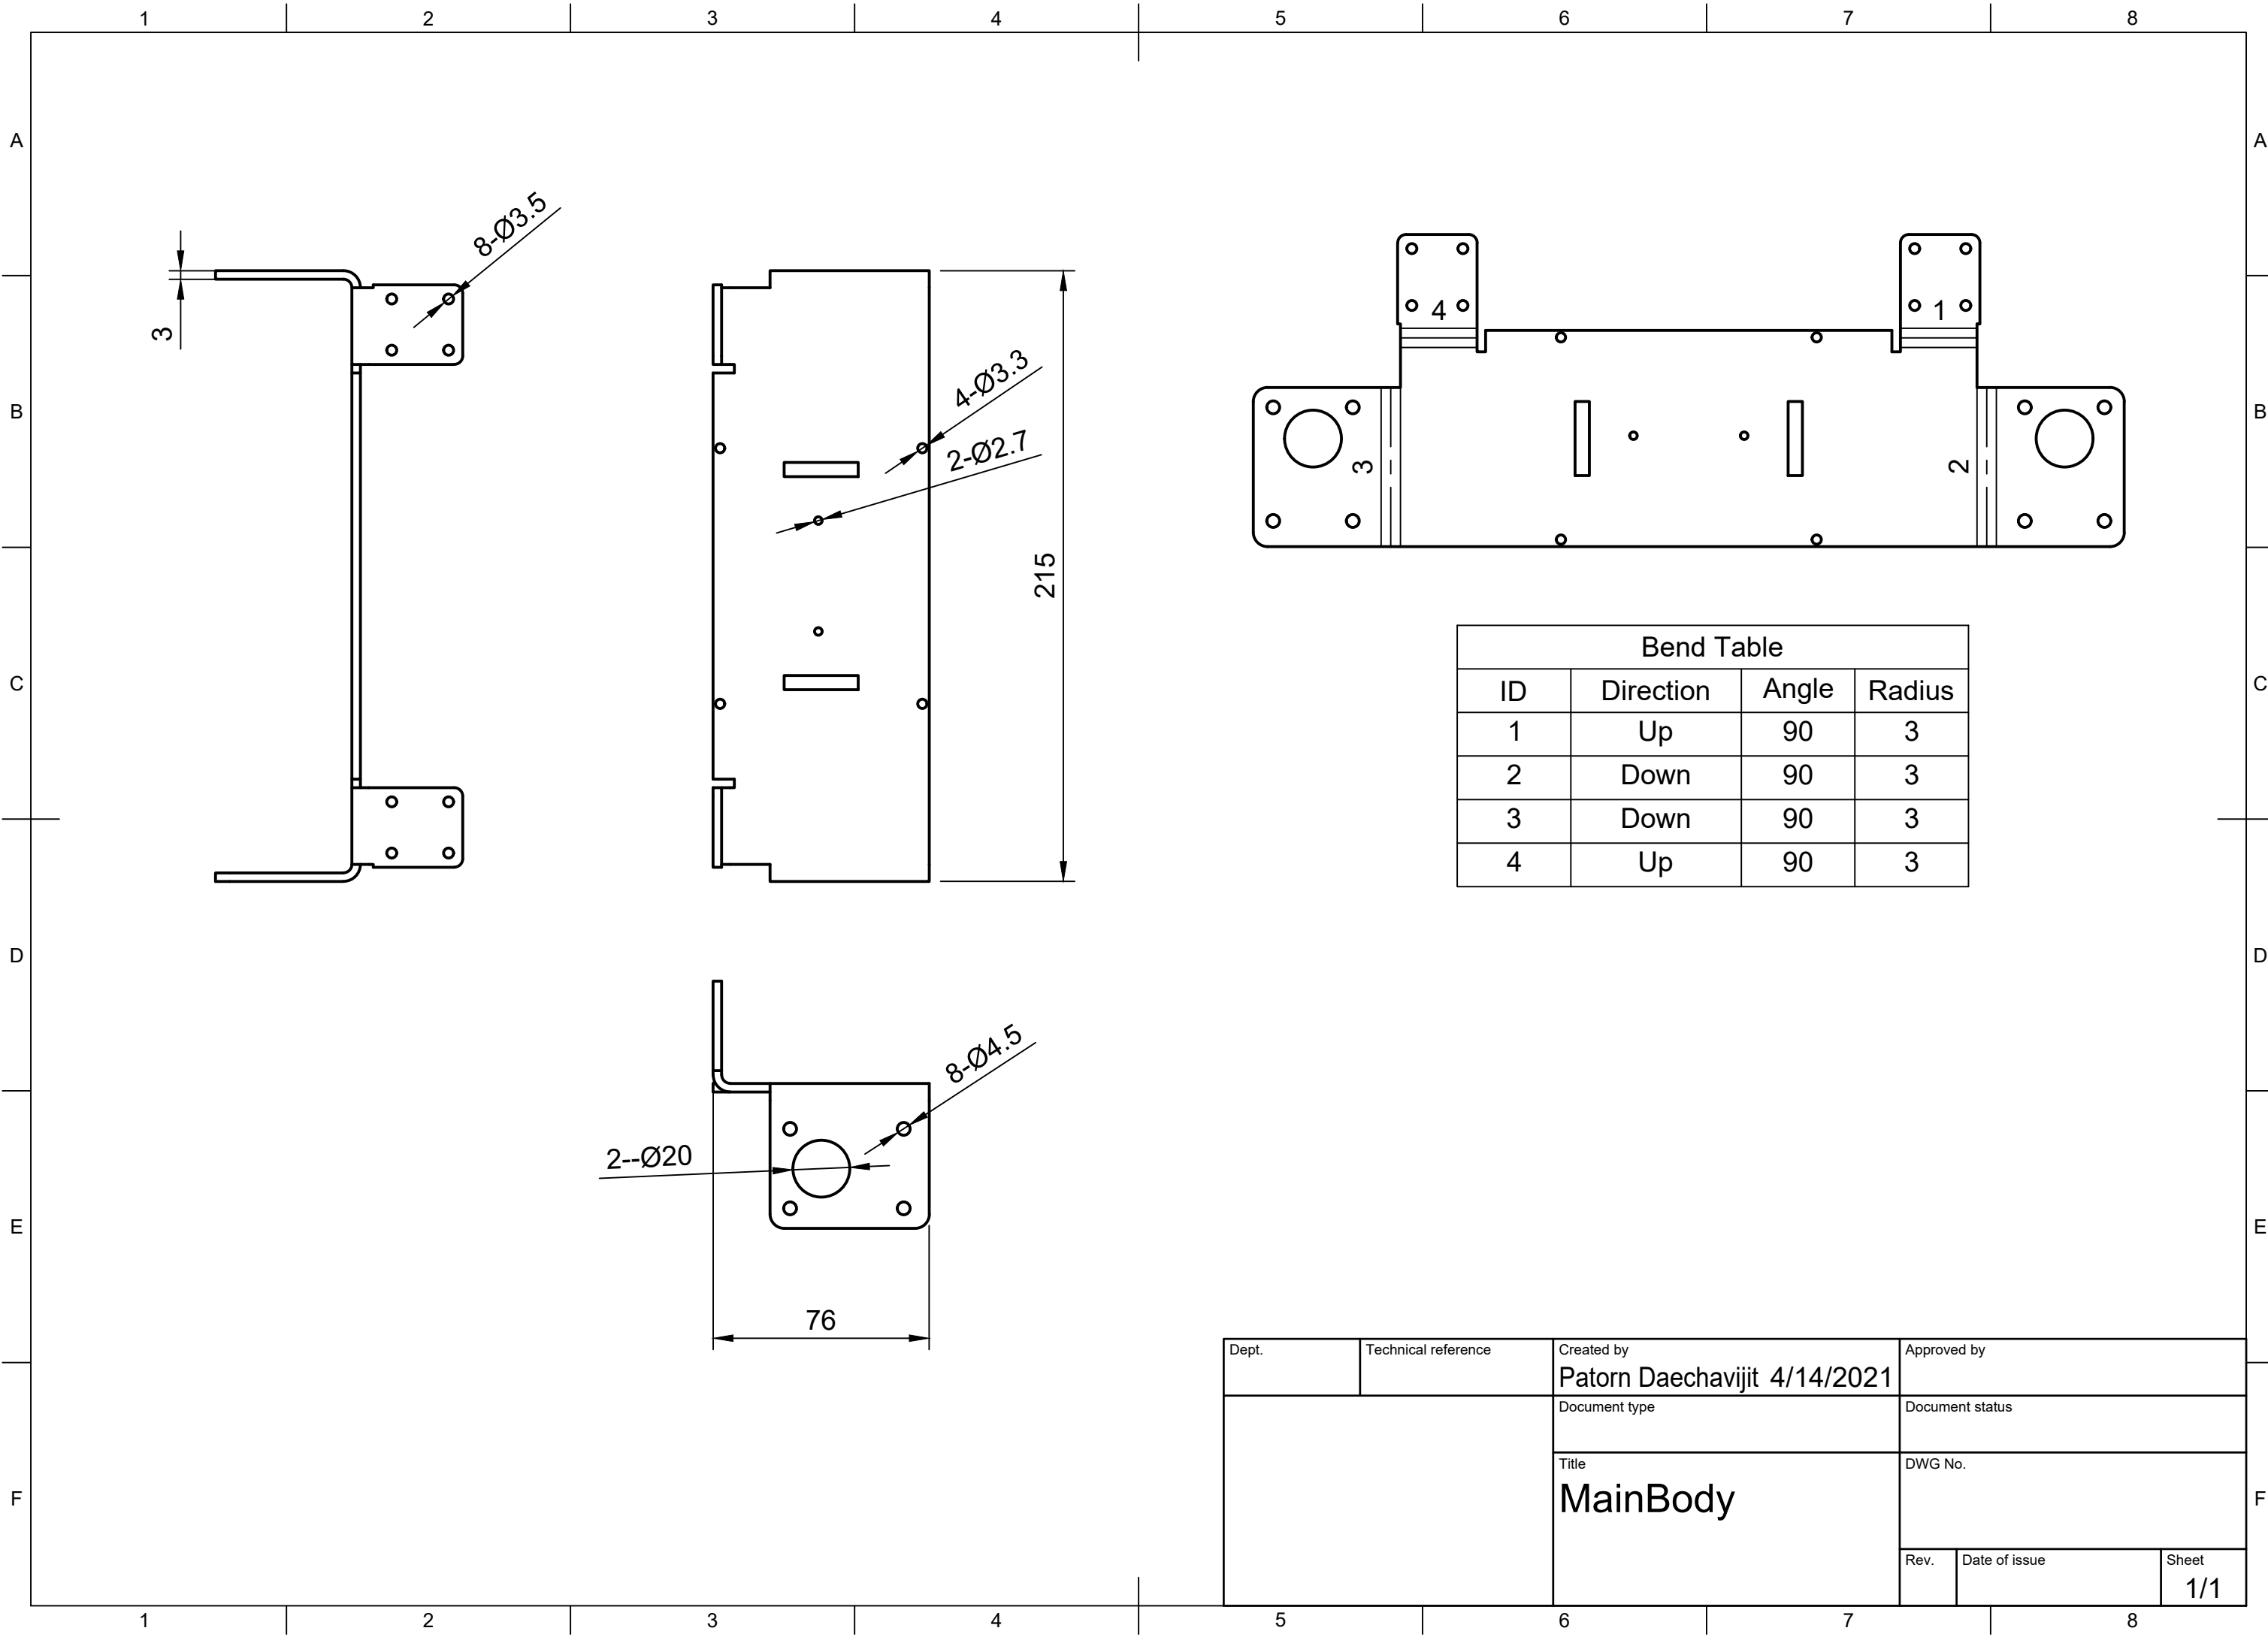 1 2 3 4 5 6 7 8
A A
B B
C C
D D
E E
F F
8-Ø3.5
3
4-Ø3.3
2-Ø2.7
215
4 1
3 2
Bend Table
ID Direction Angle Radius
1 Up 90 3
2 Down 90 3
3 Down 90 3
4 Up 90 3
8-Ø4.5
2--Ø20
76
Dept. Technical reference Created by Approved by
Patorn Daechavijit 4/14/2021
Document type Document status
Title DWG No.
MainBody
Rev. Date of issue Sheet
1/1
1 2 3 4 5 6 7 8